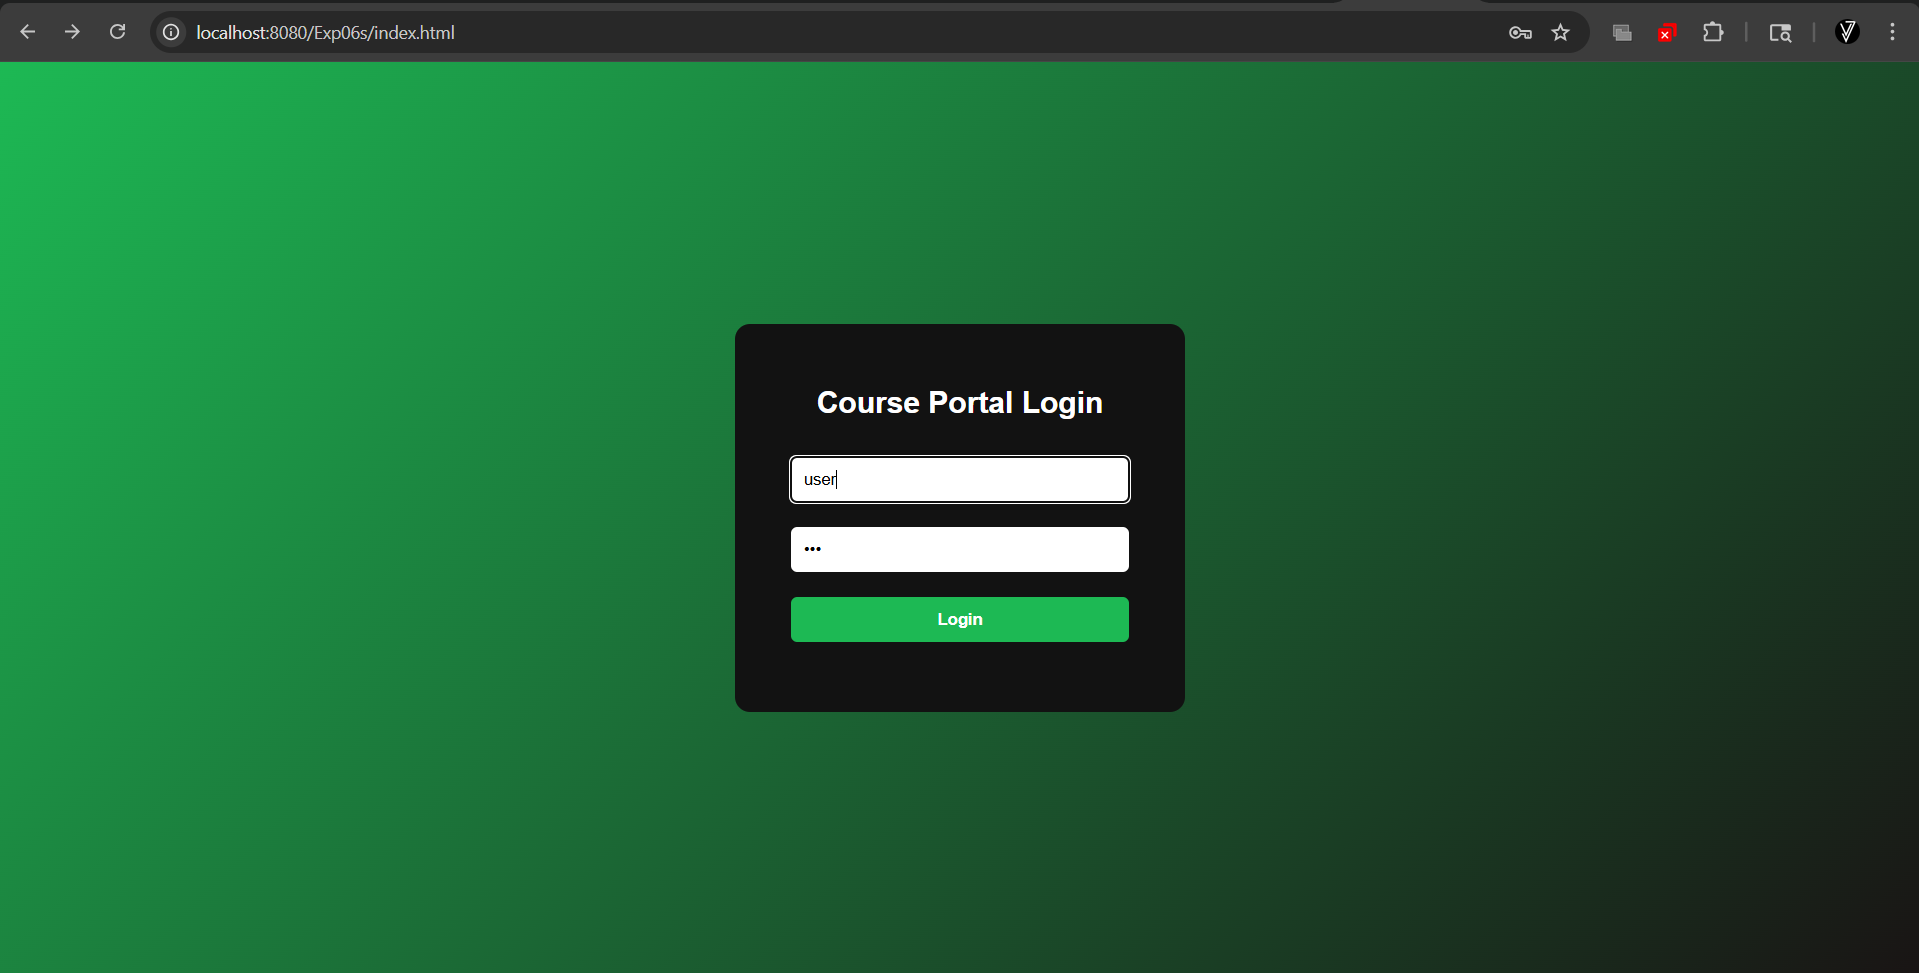 localhost:8080/Exp06s/index.html
Course Portal Login
user
•••
Login